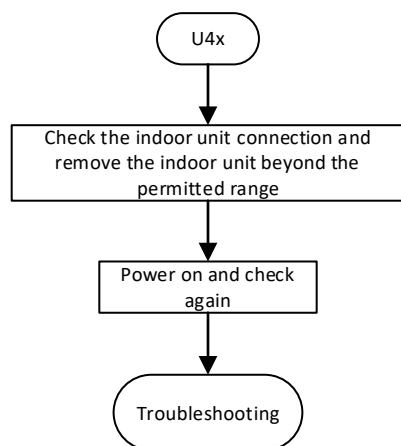 U4x
Check the indoor unit connection and
remove the indoor unit beyond the
permitted range
Power on and check
again
Troubleshooting